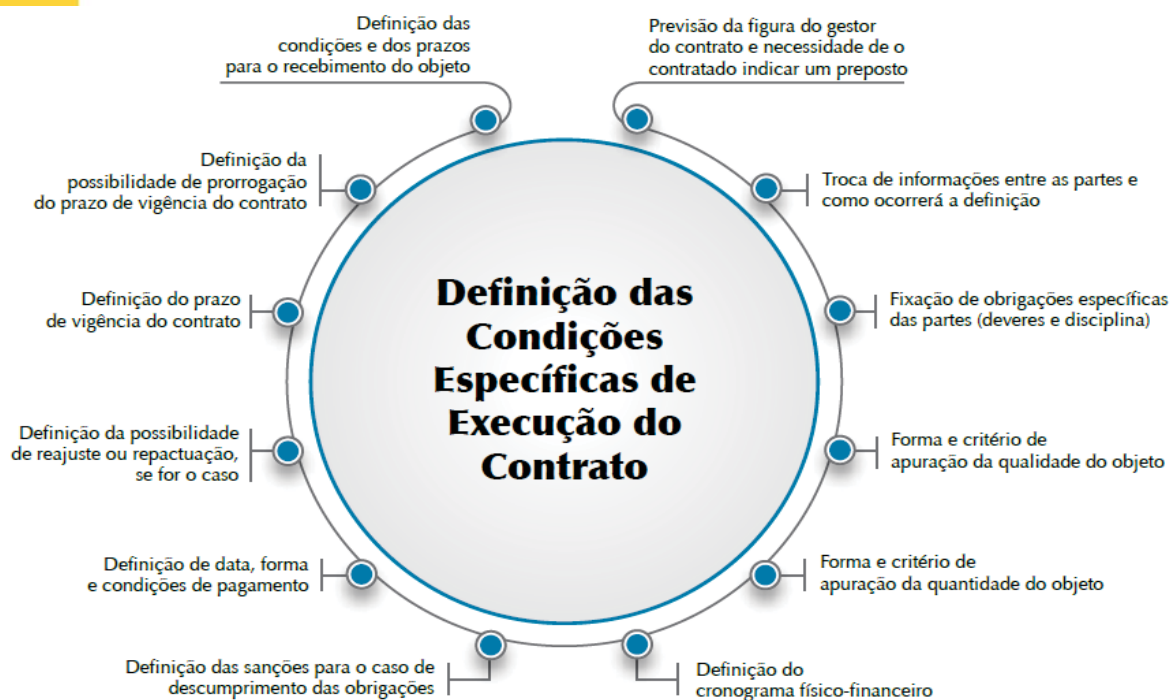 Definição das
condições e dos prazos
para o recebimento do objeto
Previsão da figura do gestor
do contrato e necessidade de o
contratado indicar um preposto
Definição da
possibilidade de prorrogação
do prazo de vigência do contrato
Troca de informações entre as partes e
como ocorrerá a definição
Definição do prazo
de vigência do contrato
Fixação de obrigações específicas
das partes (deveres e disciplina)
Definição das
Condições
Específicas de
Execução do
Contrato
Definição da possibilidade
de reajuste ou repactuação,
se for o caso
Forma e critério de
apuração da qualidade do objeto
Definição de data, forma
e condições de pagamento
Forma e critério de
apuração da quantidade do objeto
Definição das sanções para o caso de
descumprimento das obrigações
Definição do
cronograma físico-financeiro